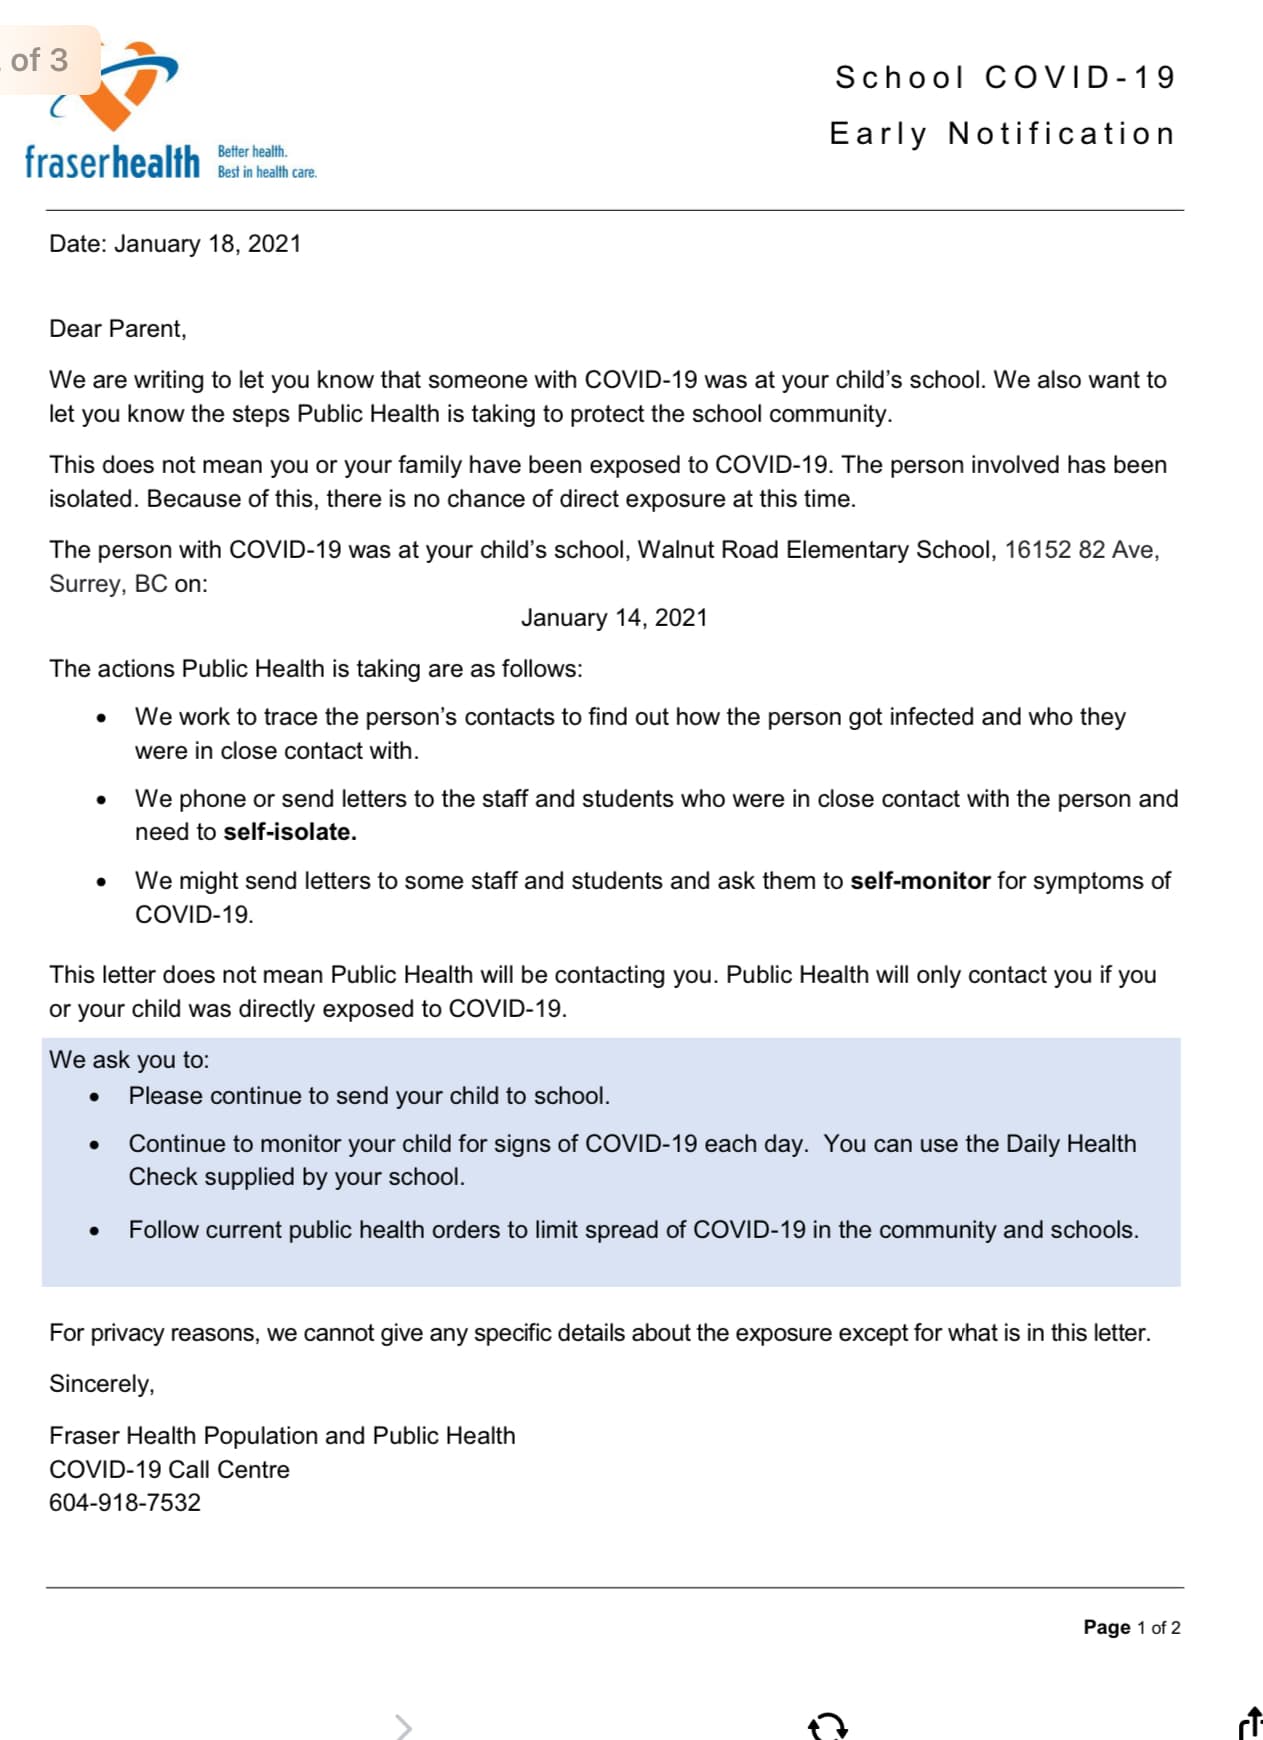 of 3
fraserhealth
Better health.
Best in health care.
School COVID-19
Early Notification
Date: January 18, 2021
Dear Parent,
We are writing to let you know that someone with COVID-19 was at your child’s school. We also want to
let you know the steps Public Health is taking to protect the school community.
This does not mean you or your family have been exposed to COVID-19. The person involved has been
isolated. Because of this, there is no chance of direct exposure at this time.
The person with COVID-19 was at your child’s school, Walnut Road Elementary School, 16152 82 Ave,
Surrey, BC on:
January 14, 2021
The actions Public Health is taking are as follows:
• We work to trace the person’s contacts to find out how the person got infected and who they
were in close contact with.
• We phone or send letters to the staff and students who were in close contact with the person and
need to self-isolate.
• We might send letters to some staff and students and ask them to self-monitor for symptoms of
COVID-19.
This letter does not mean Public Health will be contacting you. Public Health will only contact you if you
or your child was directly exposed to COVID-19.
We ask you to:
• Please continue to send your child to school.
• Continue to monitor your child for signs of COVID-19 each day. You can use the Daily Health
Check supplied by your school.
• Follow current public health orders to limit spread of COVID-19 in the community and schools.
For privacy reasons, we cannot give any specific details about the exposure except for what is in this letter.
Sincerely,
Fraser Health Population and Public Health
COVID-19 Call Centre
604-918-7532
Page 1 of 2